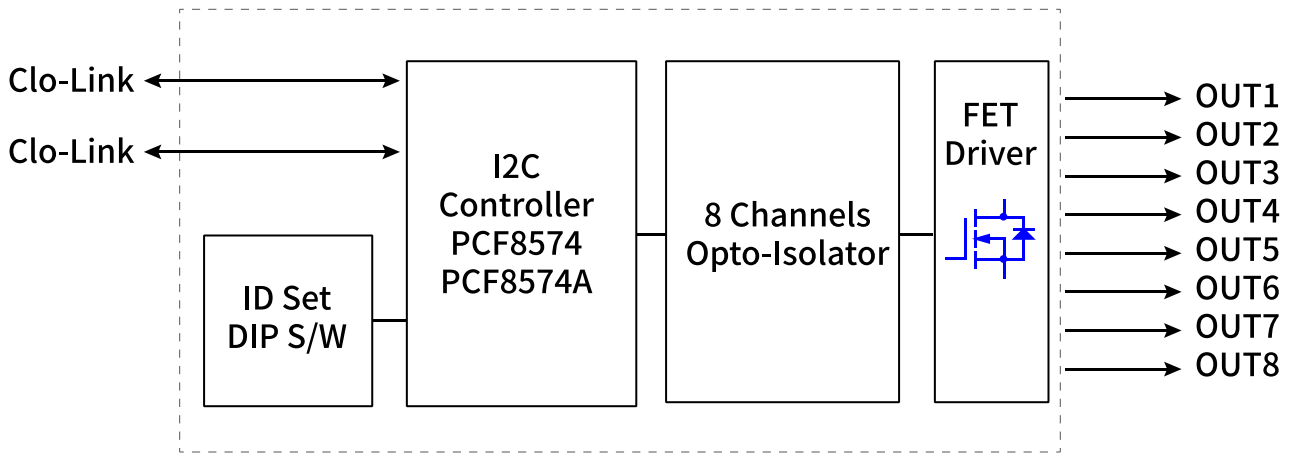 Clo-Link
Clo-Link
ID Set
DIP S/W
I2C
Controller
PCF8574
PCF8574A
8 Channels
Opto-Isolator
FET
Driver
OUT1
OUT2
OUT3
OUT4
OUT5
OUT6
OUT7
OUT8